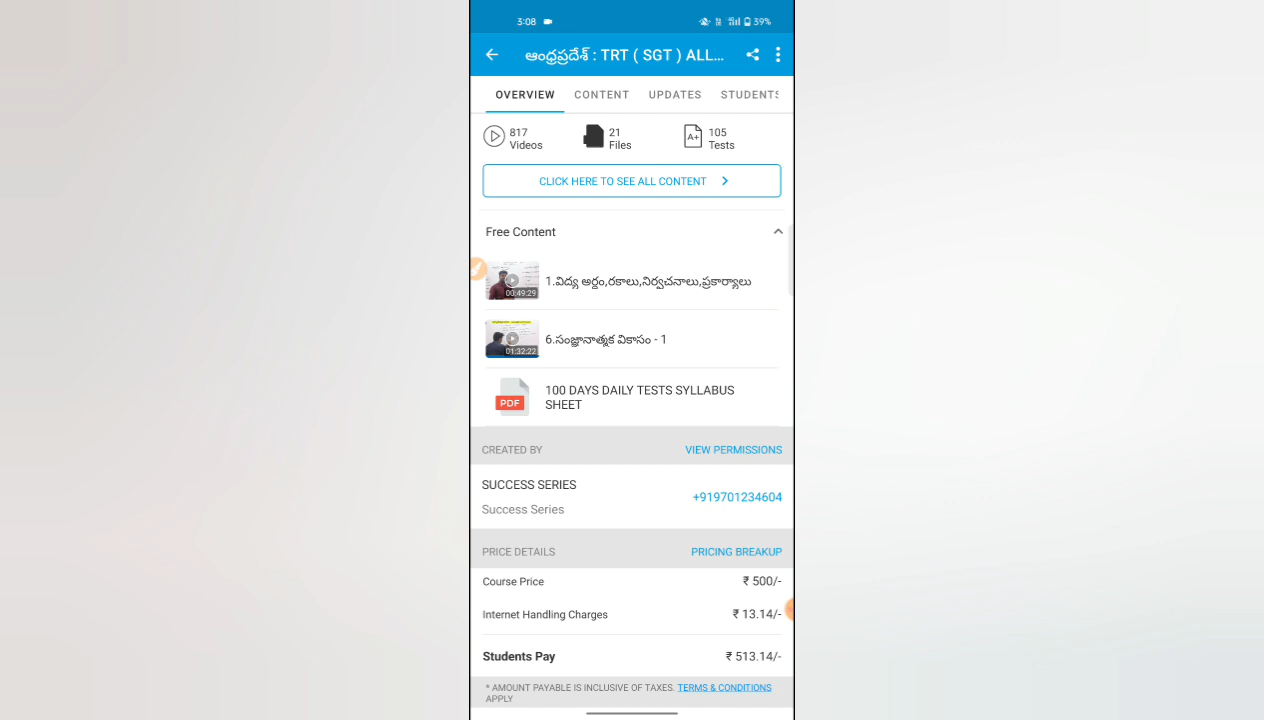 3:08 39%
ఆంధ్రప్రదేశ్ : TRT ( SGT ) ALL...
OVERVIEW CONTENT UPDATES STUDENTS
817 Videos
21 Files
A+ 105 Tests
CLICK HERE TO SEE ALL CONTENT
Free Content
00:49:29 1.విద్య అర్థం,రకాలు,నిర్వచనాలు,ప్రకార్యాలు
01:32:22 6.సంజ్ఞానాత్మక వికాసం - 1
PDF 100 DAYS DAILY TESTS SYLLABUS
SHEET
CREATED BY VIEW PERMISSIONS
SUCCESS SERIES
+919701234604
Success Series
PRICE DETAILS PRICING BREAKUP
Course Price ₹ 500/-
Internet Handling Charges ₹ 13.14/-
Students Pay ₹ 513.14/-
* AMOUNT PAYABLE IS INCLUSIVE OF TAXES. TERMS & CONDITIONS
APPLY